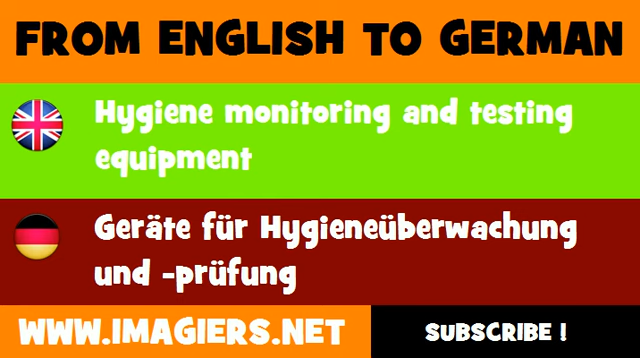 FROM ENGLISH TO GERMAN
Hygiene monitoring and testing
equipment
Geräte für Hygieneüberwachung
und -prüfung
WWW.IMAGIERS.NET
SUBSCRIBE !